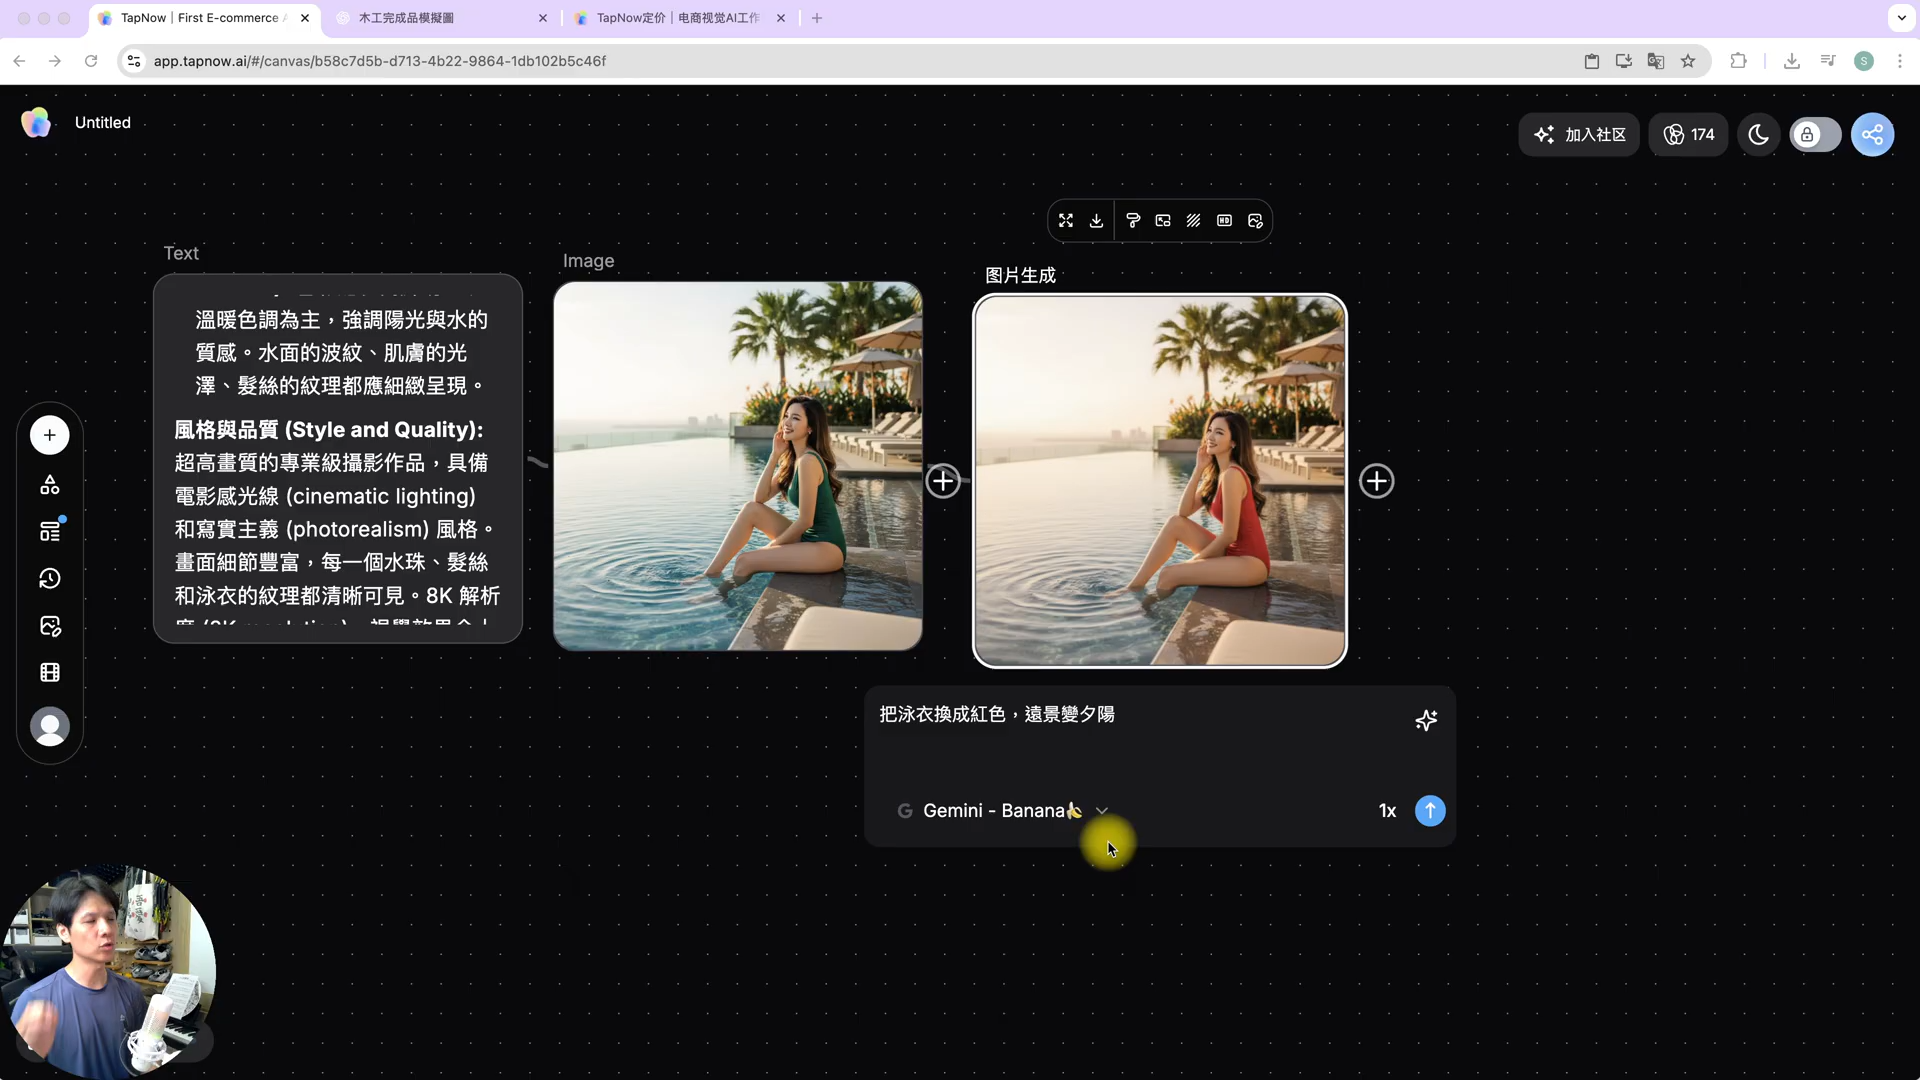 TapNow | First E-commerce A
木工完成品模擬圖
TapNow定价 | 电商视觉AI工作
app.tapnow.ai/#/canvas/b58c7d5b-d713-4b22-9864-1db102b5c46f
S
Untitled
加入社区
174
HD
Text
溫暖色調為主，強調陽光與水的
質感。水面的波紋、肌膚的光
澤、髮絲的紋理都應細緻呈現。
風格與品質 (Style and Quality):
超高畫質的專業級攝影作品，具備
電影感光線 (cinematic lighting)
和寫實主義 (photorealism) 風格。
畫面細節豐富，每一個水珠、髮絲
和泳衣的紋理都清晰可見。8K 解析
Image
图片生成
把泳衣換成紅色，遠景變夕陽
G Gemini - Banana🍌
1x